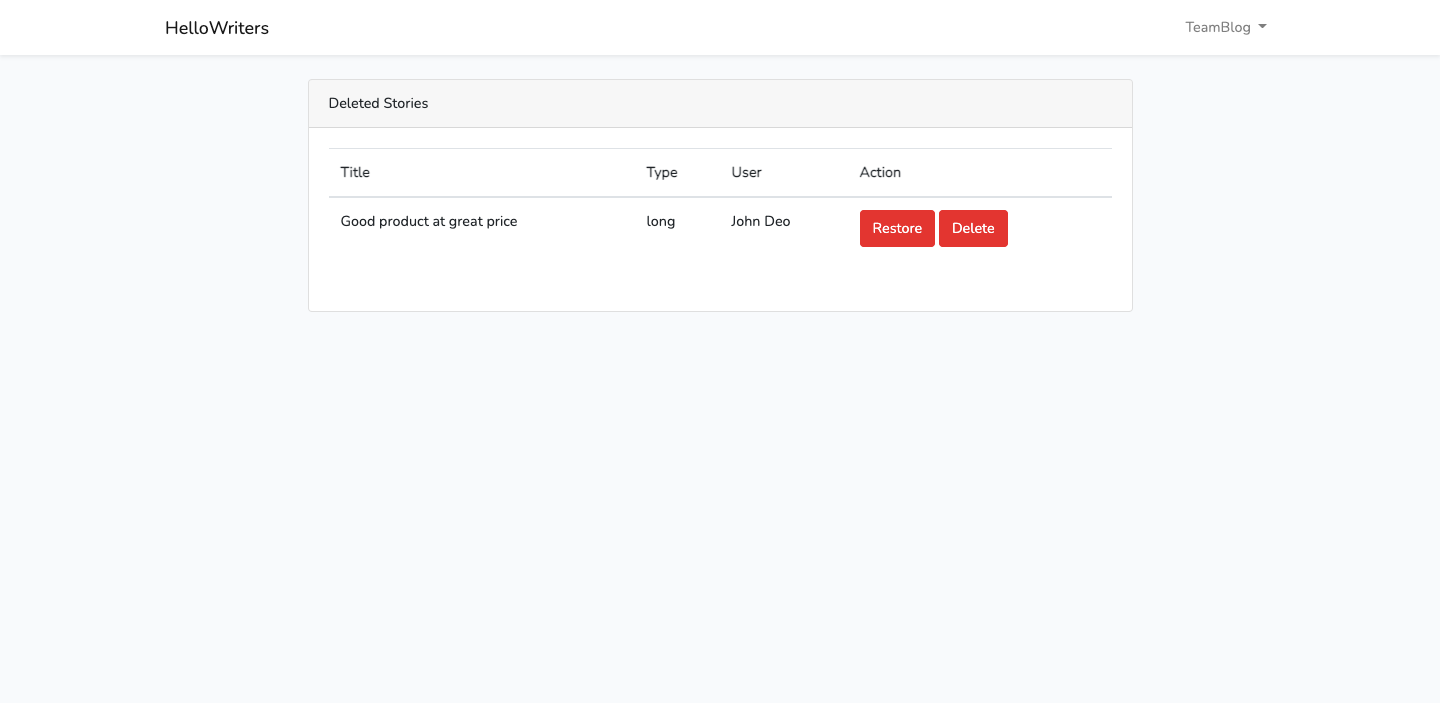 HelloWriters TeamBlog
Deleted Stories
Title Type User Action
Good product at great price long John Deo Restore Delete